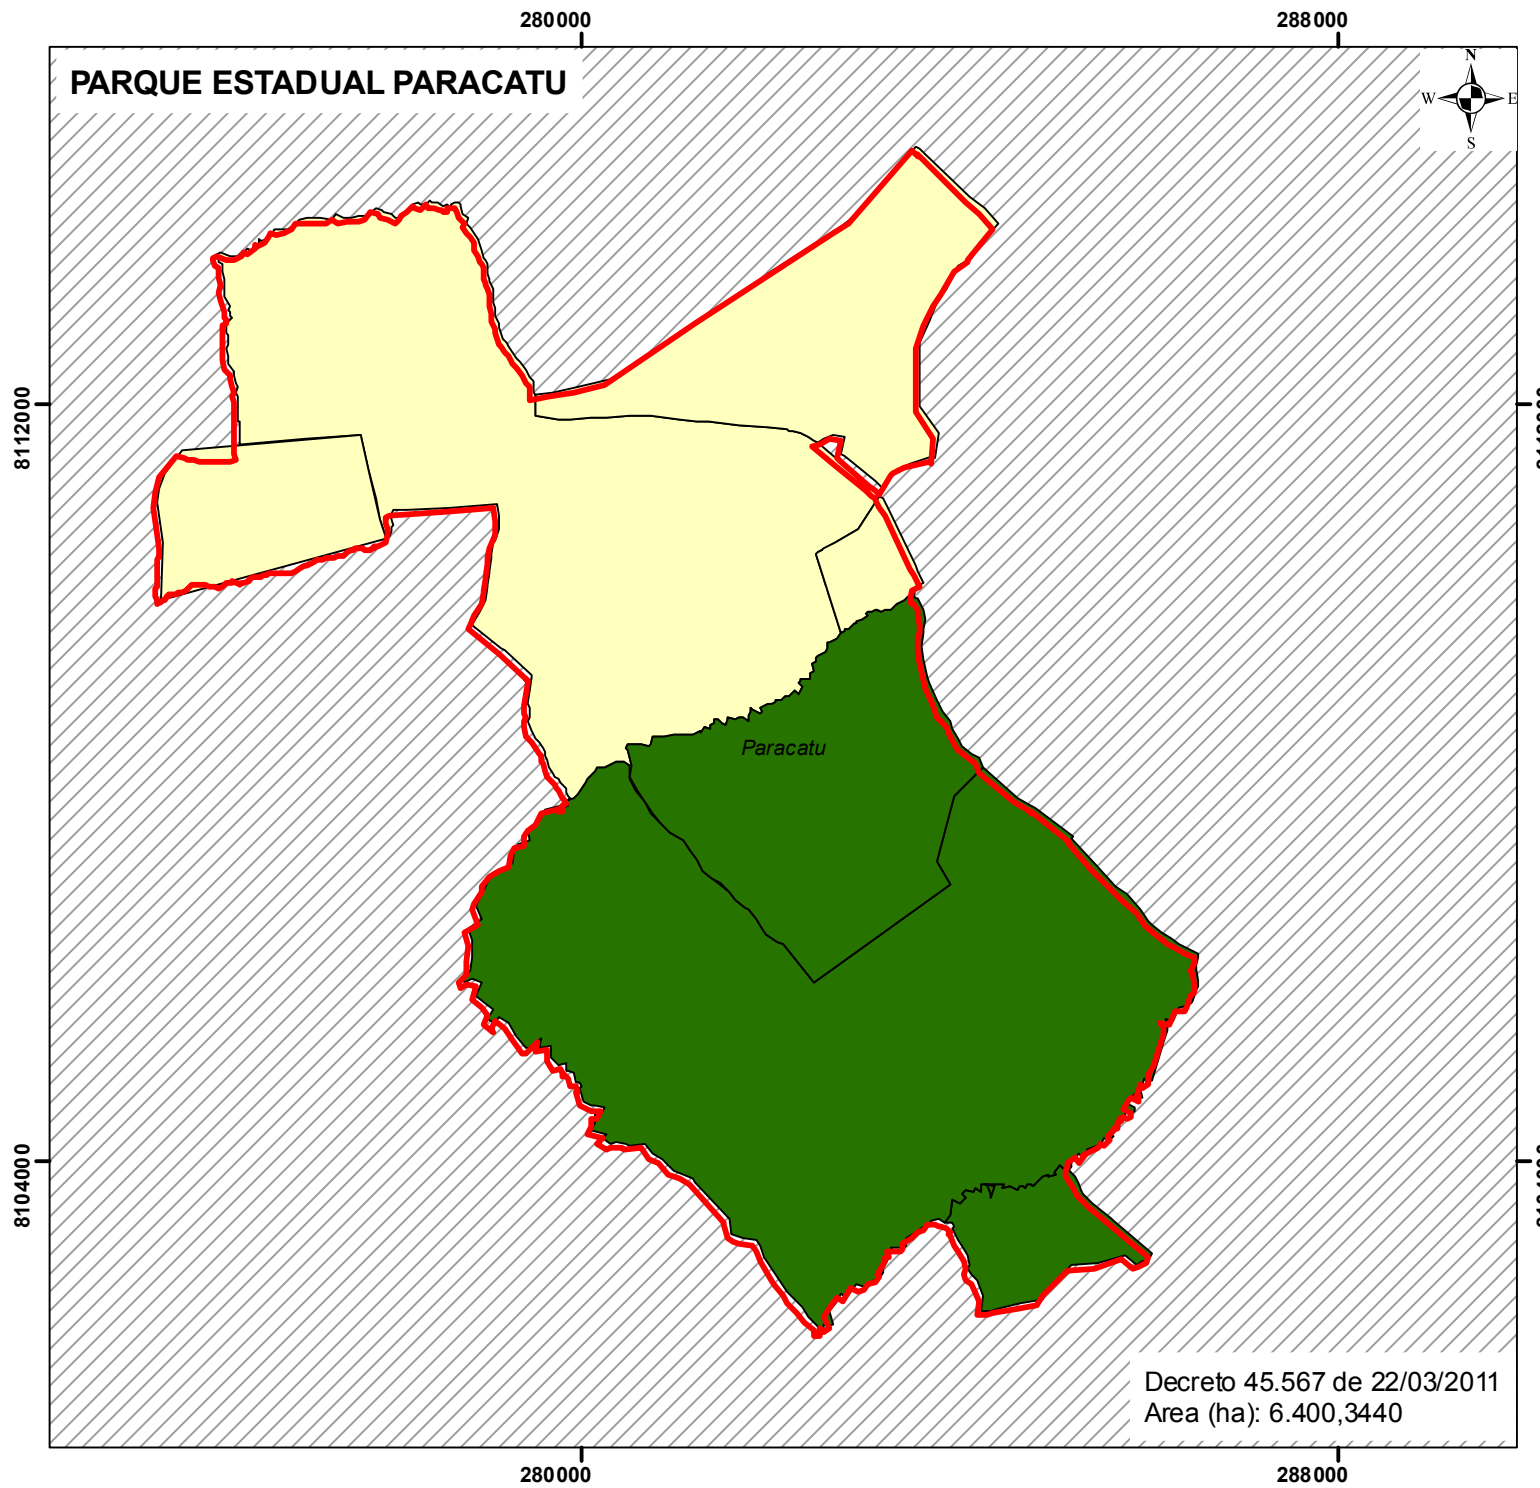 280000
288000
PARQUE ESTADUAL PARACATU
N
W
E
S
8112000
Paracatu
8104000
Decreto 45.567 de 22/03/2011
Area (ha): 6.400,3440
280000
288000